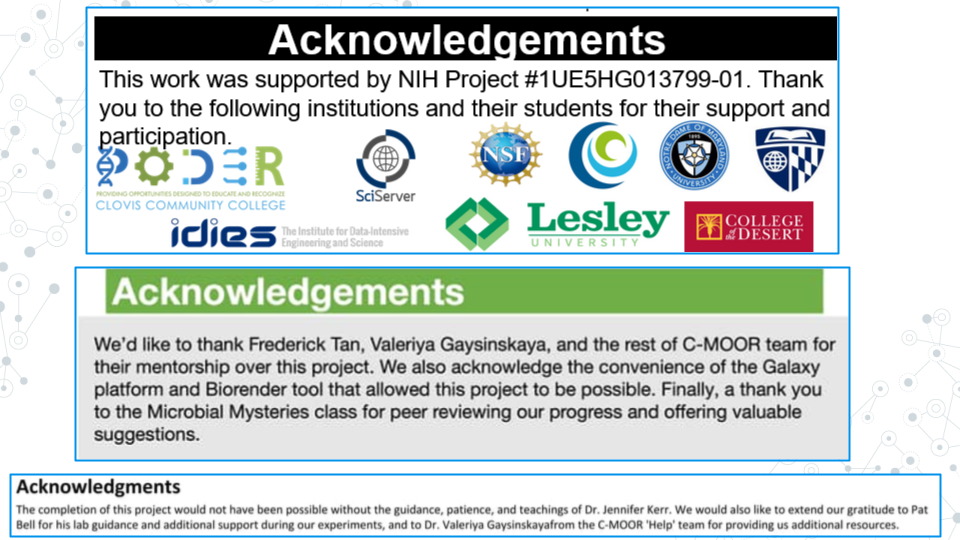 Acknowledgements
This work was supported by NIH Project #1UE5HG013799-01. Thank
you to the following institutions and their students for their support and
participation.
PODER
PROVIDING OPPORTUNITIES DESIGNED TO EDUCATE AND RECOGNIZE
CLOVIS COMMUNITY COLLEGE
SciServer
NSF
NOTRE DAME OF MARYLAND
1895
UNIVERSITY
idies The Institute for Data-Intensive
Engineering and Science
Lesley
UNIVERSITY
COLLEGE
of the DESERT
Acknowledgements
We'd like to thank Frederick Tan, Valeriya Gaysinskaya, and the rest of C-MOOR team for
their mentorship over this project. We also acknowledge the convenience of the Galaxy
platform and Biorender tool that allowed this project to be possible. Finally, a thank you
to the Microbial Mysteries class for peer reviewing our progress and offering valuable
suggestions.
Acknowledgments
The completion of this project would not have been possible without the guidance, patience, and teachings of Dr. Jennifer Kerr. We would also like to extend our gratitude to Pat
Bell for his lab guidance and additional support during our experiments, and to Dr. Valeriya Gaysinskayafrom the C-MOOR 'Help' team for providing us additional resources.